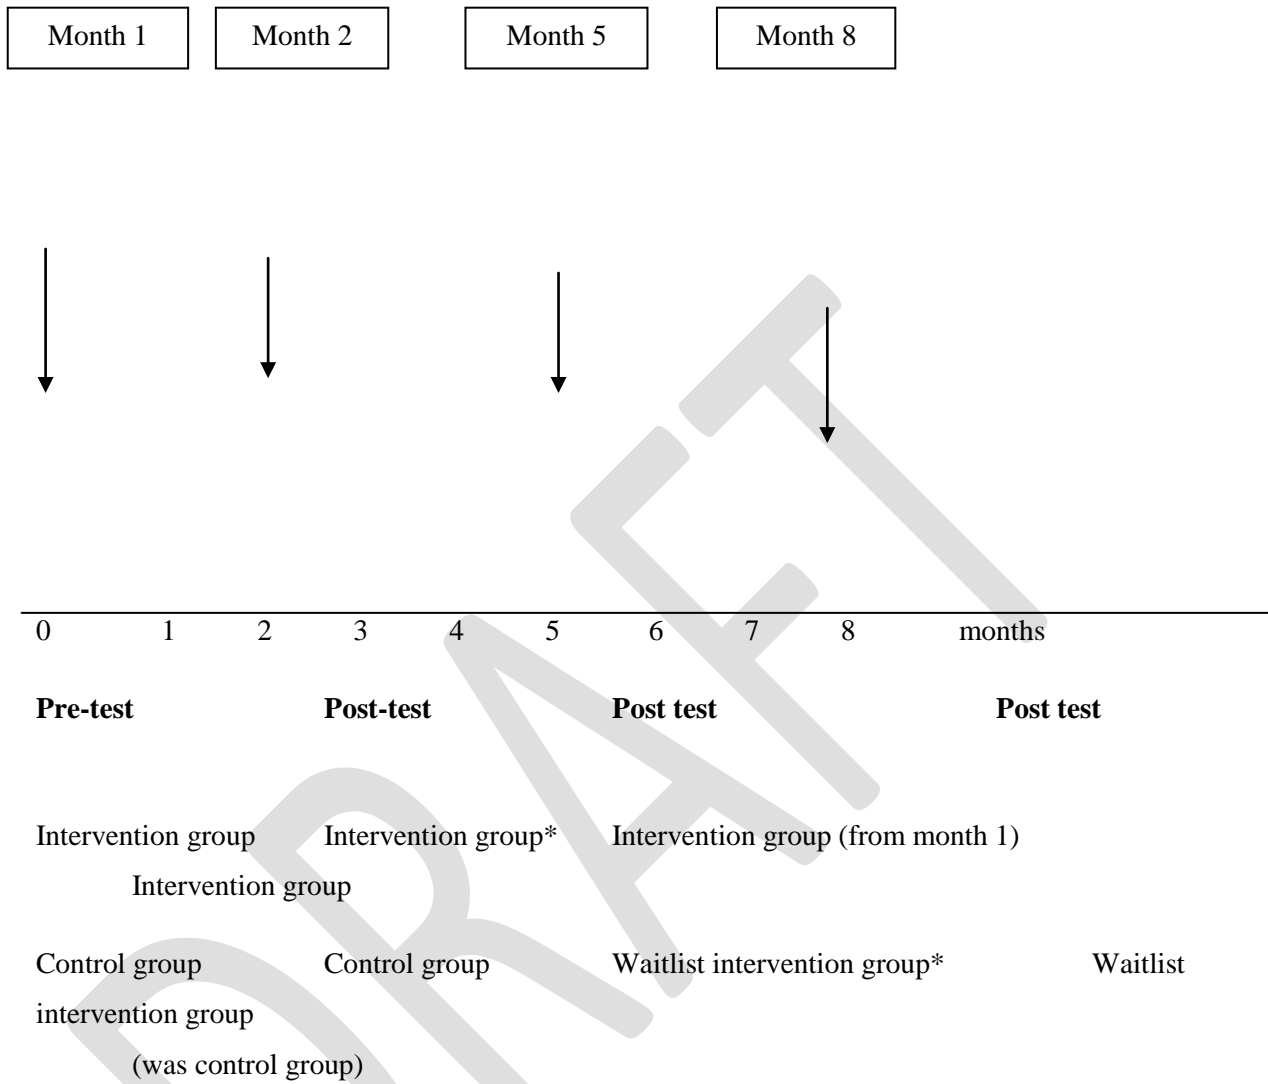 Month 1 Month 2 Month 5 Month 8
0 1 2 3 4 5 6 7 8 months
Pre-test Post-test Post test Post test
Intervention group Intervention group* Intervention group (from month 1)
Intervention group
Control group Control group Waitlist intervention group* Waitlist
intervention group
(was control group)
DRAFT